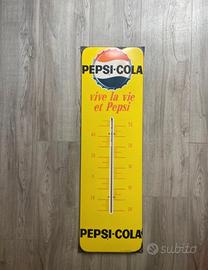 PEPSI-COLA
vive la vie
et Pepsi
PEPSI-COLA
subito